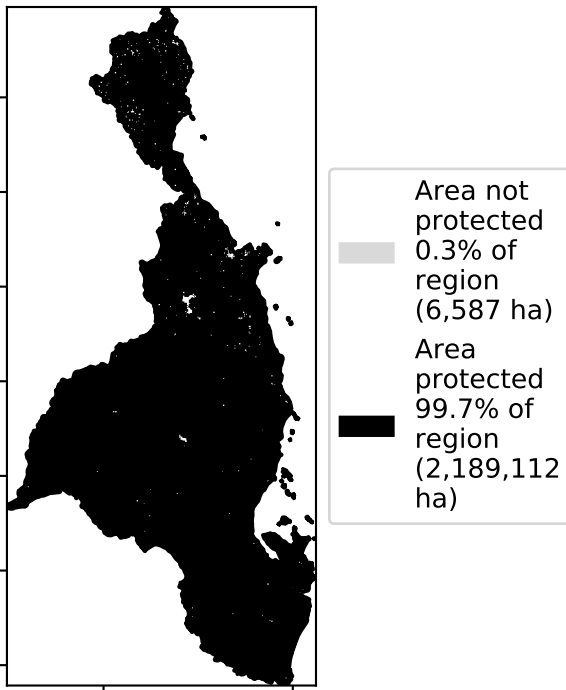 Area not
protected
0.3% of
region
(6,587 ha)
Area
protected
99.7% of
region
(2,189,112
ha)